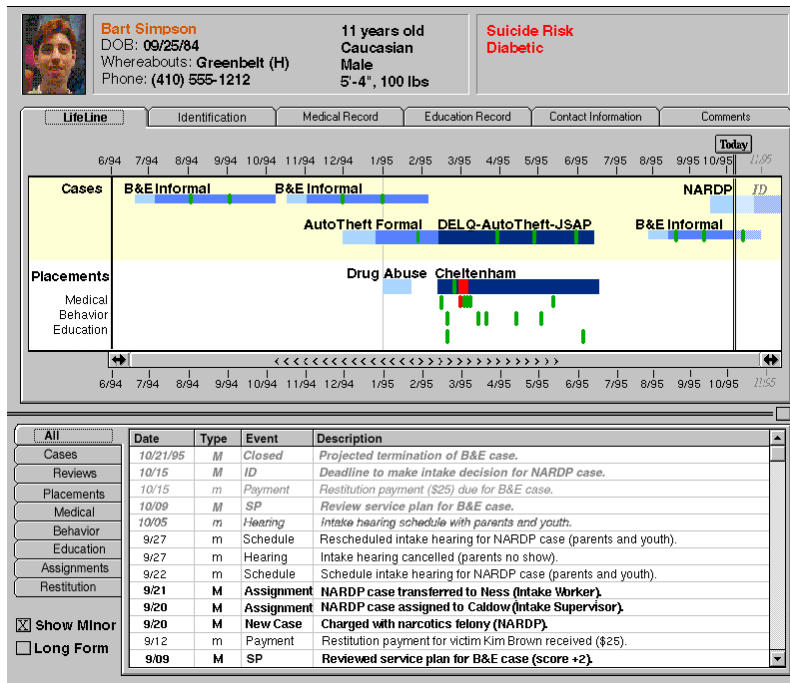 Bart Simpson
DOB: 09/25/84
Whereabouts: Greenbelt (H)
Phone: (410) 555-1212
11 years old
Caucasian
Male
5'-4", 100 lbs
Suicide Risk
Diabetic
LifeLine Identification Medical Record Education Record Contact Information Comments
Today
6/94 7/94 8/94 9/94 10/94 11/94 12/94 1/95 2/95 3/95 4/95 5/95 6/95 7/95 8/95 9/95 10/95 11/95
Cases B&E Informal B&E Informal NARDP ID
AutoTheft Formal DELQ-AutoTheft-JSAP B&E Informal
Placements Drug Abuse Cheltenham
Medical
Behavior
Education
6/94 7/94 8/94 9/94 10/94 11/94 12/94 1/95 2/95 3/95 4/95 5/95 6/95 7/95 8/95 9/95 10/95 11/95
All
Cases
Reviews
Placements
Medical
Behavior
Education
Assignments
Restitution
Show Minor
Long Form
Date Type Event Description
10/21/95 M Closed Projected termination of B&E case.
10/15 M ID Deadline to make intake decision for NARDP case.
10/15 m Payment Restitution payment ($25) due for B&E case.
10/09 M SP Review service plan for B&E case.
10/05 m Hearing Intake hearing schedule with parents and youth.
9/27 m Schedule Rescheduled intake hearing for NARDP case (parents and youth).
9/27 m Hearing Intake hearing cancelled (parents no show).
9/22 m Schedule Schedule intake hearing for NARDP case (parents and youth).
9/21 M Assignment NARDP case transferred to Ness (Intake Worker).
9/20 M Assignment NARDP case assigned to Caldow (Intake Supervisor).
9/20 M New Case Charged with narcotics felony (NARDP).
9/12 m Payment Restitution payment for victim Kim Brown received ($25).
9/09 M SP Reviewed service plan for B&E case (score +2).